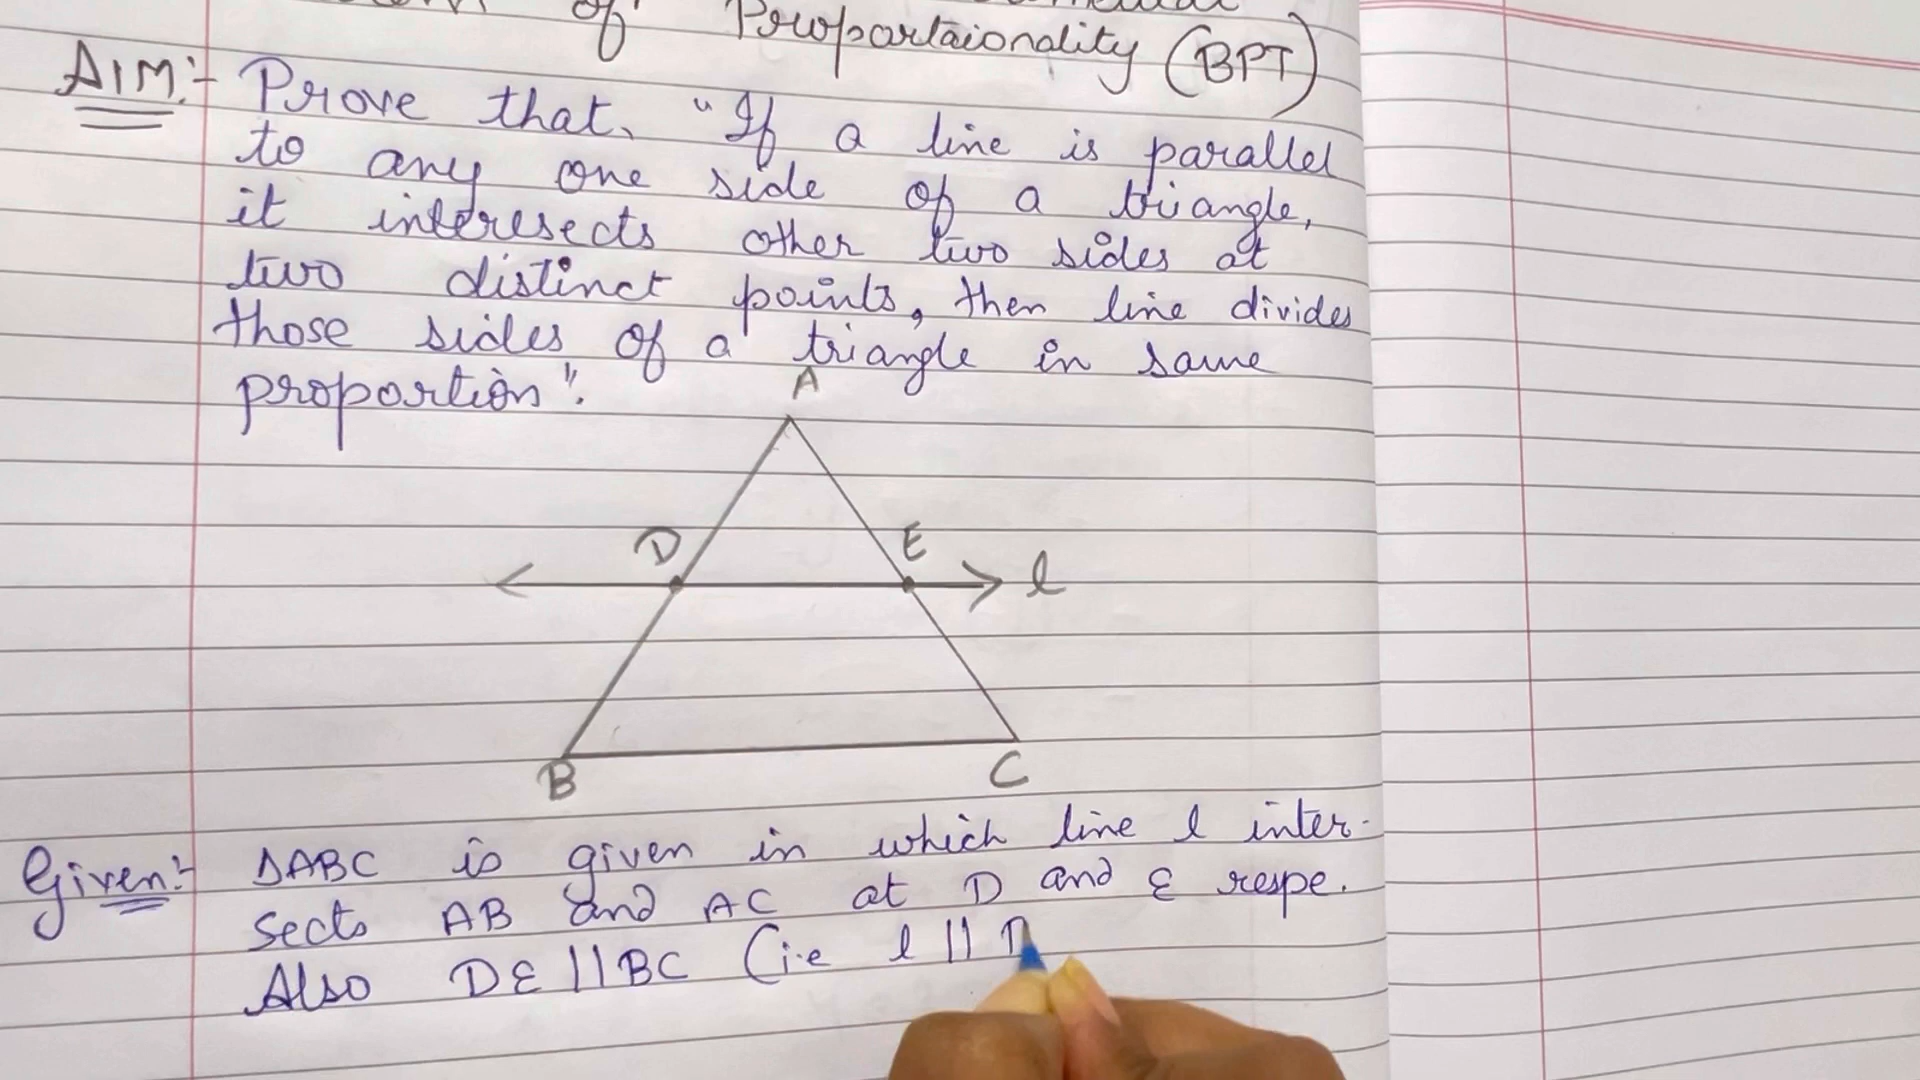 of Prwpartaionality (BPT)
AIM:- Prove that, "If a line is parallel
to any one side of a triangle,
it interesects other two sides at
two distinct points, then line divides
those sides of a triangle in same
proportion".
A
D E
l
B C
Given:- ΔABC is given in which line l inter-
sects AB and AC at D and E respe.
Also DE || BC (i.e l ||